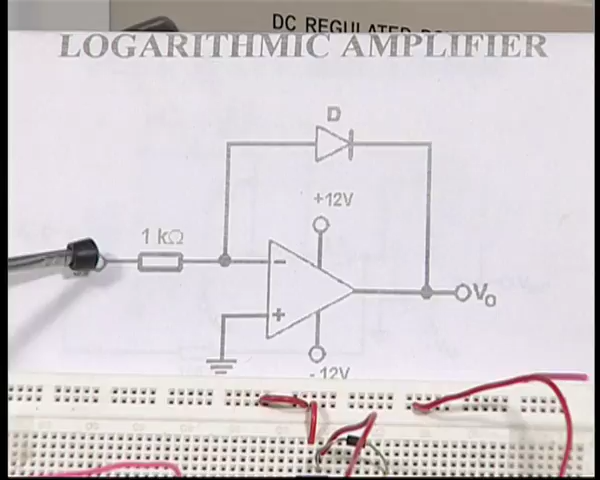 DC REGULATED
LOGARITHMIC AMPLIFIER
D
+12V
1 kΩ
−
+
Vo
-12V